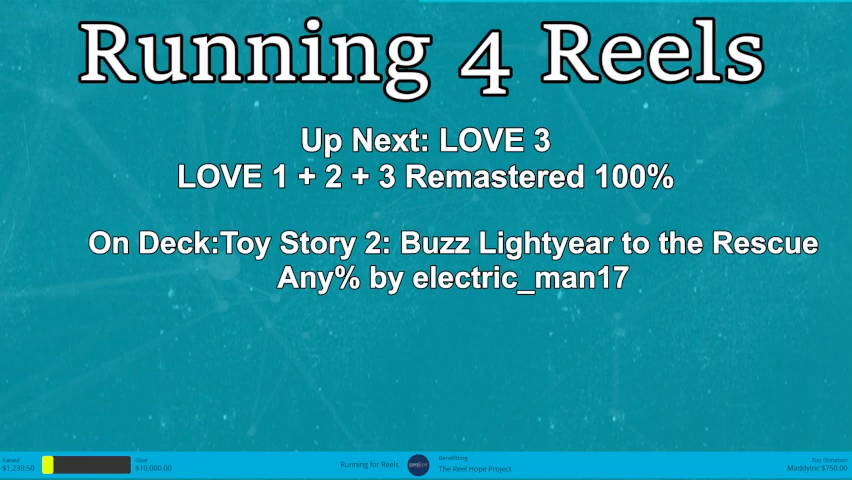 Running 4 Reels
Up Next: LOVE 3
LOVE 1 + 2 + 3 Remastered 100%
On Deck:Toy Story 2: Buzz Lightyear to the Rescue
Any% by electric_man17
Raised
$1,230.50
Goal
$10,000.00
Running for Reels
Benefitting
The Reel Hope Project
Top Donation
MaddyInc $750.00